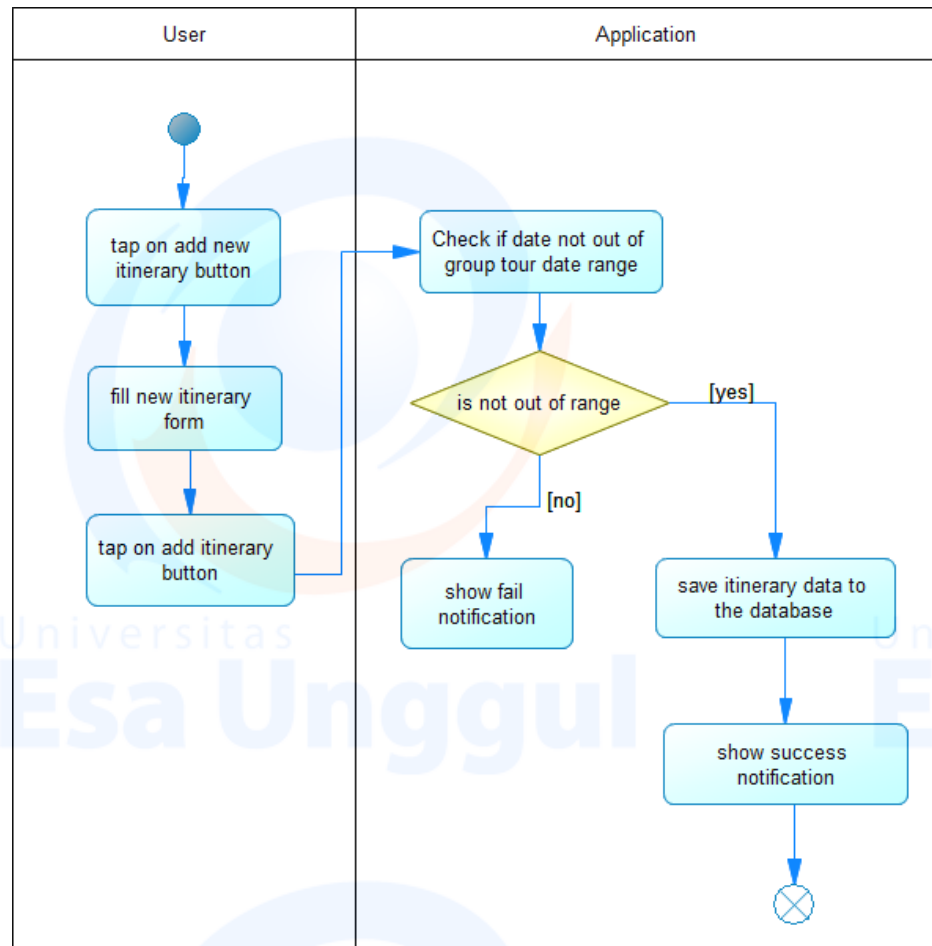 User
Application
tap on add new
itinerary button
fill new itinerary
form
tap on add itinerary
button
Check if date not out of
group tour date range
is not out of range
[yes]
[no]
show fail
notification
save itinerary data to
the database
show success
notification
Universitas
Esa Unggul
Un
E